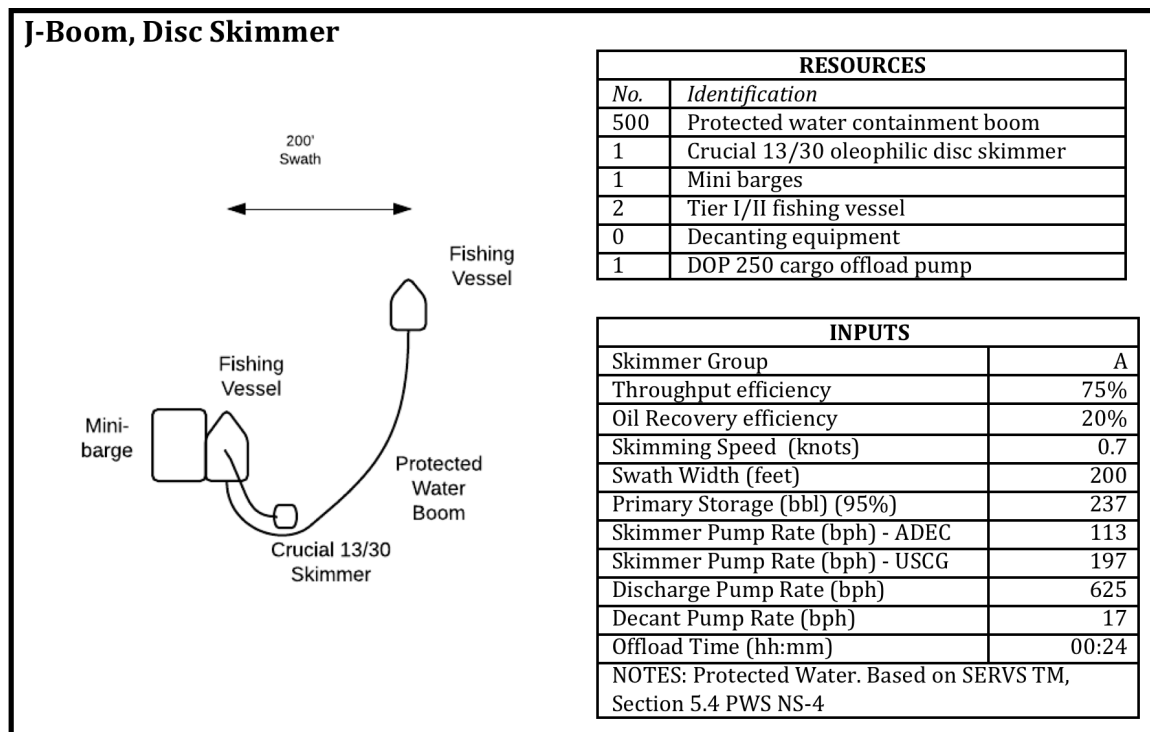 J-Boom, Disc Skimmer
200'
Swath
Fishing
Vessel
Fishing
Vessel
Mini-
barge
Protected
Water
Boom
Crucial 13/30
Skimmer
RESOURCES
No. Identification
500 Protected water containment boom
1 Crucial 13/30 oleophilic disc skimmer
1 Mini barges
2 Tier I/II fishing vessel
0 Decanting equipment
1 DOP 250 cargo offload pump
INPUTS
Skimmer Group A
Throughput efficiency 75%
Oil Recovery efficiency 20%
Skimming Speed (knots) 0.7
Swath Width (feet) 200
Primary Storage (bbl) (95%) 237
Skimmer Pump Rate (bph) - ADEC 113
Skimmer Pump Rate (bph) - USCG 197
Discharge Pump Rate (bph) 625
Decant Pump Rate (bph) 17
Offload Time (hh:mm) 00:24
NOTES: Protected Water. Based on SERVS TM,
Section 5.4 PWS NS-4